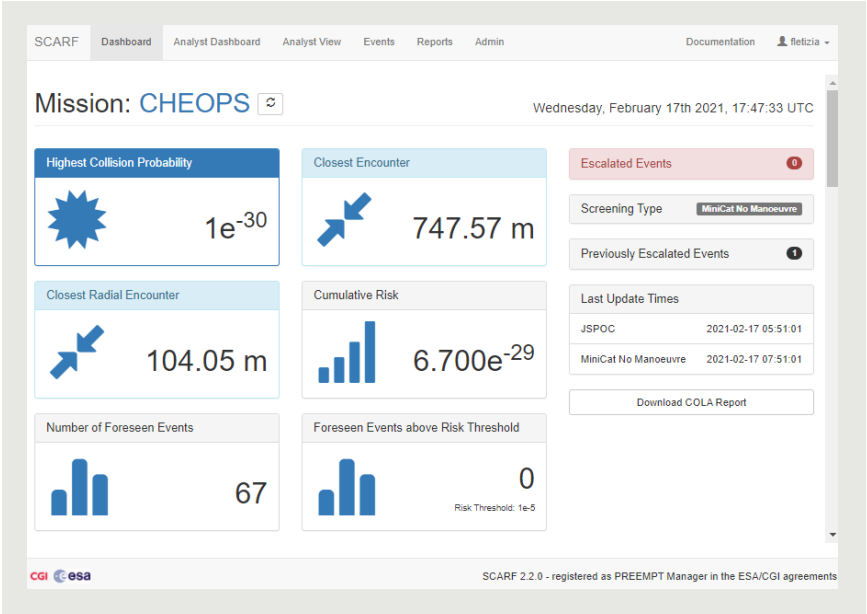 SCARF Dashboard Analyst Dashboard Analyst View Events Reports Admin Documentation fletizia
Mission: CHEOPS
Wednesday, February 17th 2021, 17:47:33 UTC
Highest Collision Probability
1e-30
Closest Encounter
747.57 m
Escalated Events 0
Screening Type MiniCat No Manoeuvre
Previously Escalated Events 1
Closest Radial Encounter
104.05 m
Cumulative Risk
6.700e-29
Last Update Times
JSPOC 2021-02-17 05:51:01
MiniCat No Manoeuvre 2021-02-17 07:51:01
Download COLA Report
Number of Foreseen Events
67
Foreseen Events above Risk Threshold
0
Risk Threshold: 1e-5
CGI esa
SCARF 2.2.0 - registered as PREEMPT Manager in the ESA/CGI agreements